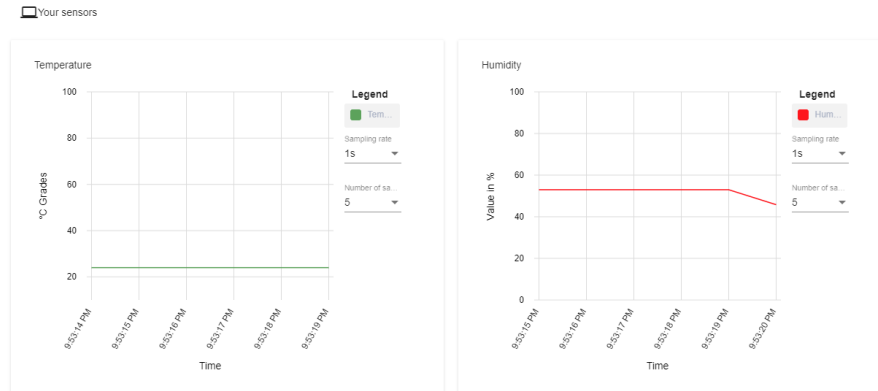 Your sensors
Temperature
100
80
60
40
20
°C Grades
9:53:14 PM
9:53:15 PM
9:53:16 PM
9:53:17 PM
9:53:18 PM
9:53:19 PM
Time
Legend
Tem...
Sampling rate
1s
Number of sa...
5
Humidity
100
80
60
40
20
0
Value in %
9:53:15 PM
9:53:16 PM
9:53:17 PM
9:53:18 PM
9:53:19 PM
9:53:20 PM
Time
Legend
Hum...
Sampling rate
1s
Number of sa...
5